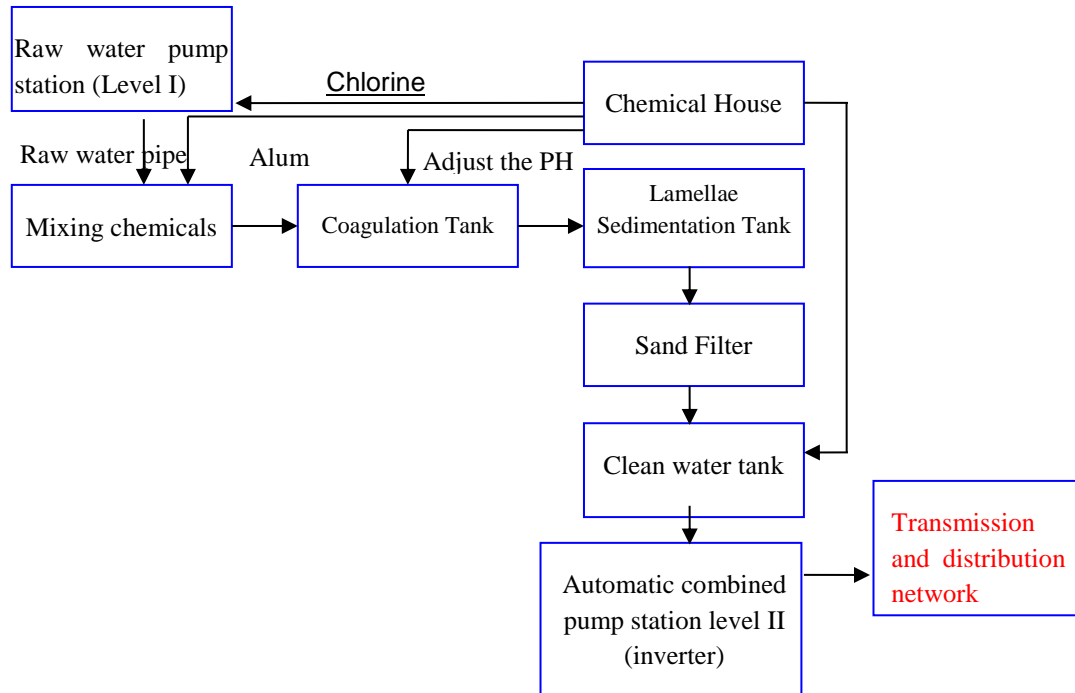 Raw water pump
station (Level I)
Chlorine
Chemical House
Raw water pipe
Alum
Adjust the PH
Mixing chemicals
Coagulation Tank
Lamellae
Sedimentation Tank
Sand Filter
Clean water tank
Automatic combined
pump station level II
(inverter)
Transmission
and distribution
network